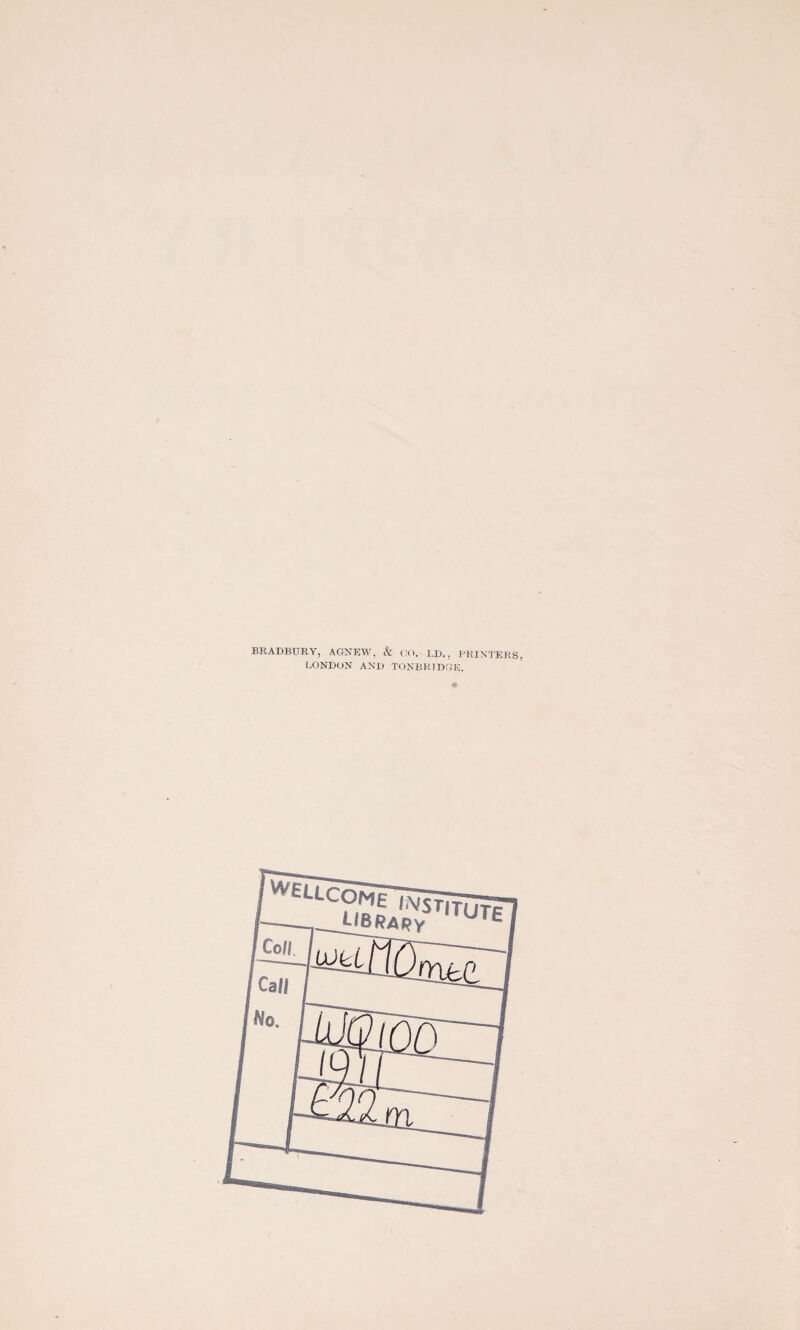 BRADBURY, AGNEW, & CO. LD., PRINTERS,
LONDON AND TONBRIDGE.
WELLCOME INSTITUTE
LIBRARY
Coll. welMOmec
Call
No. WQ100
1911
E22m